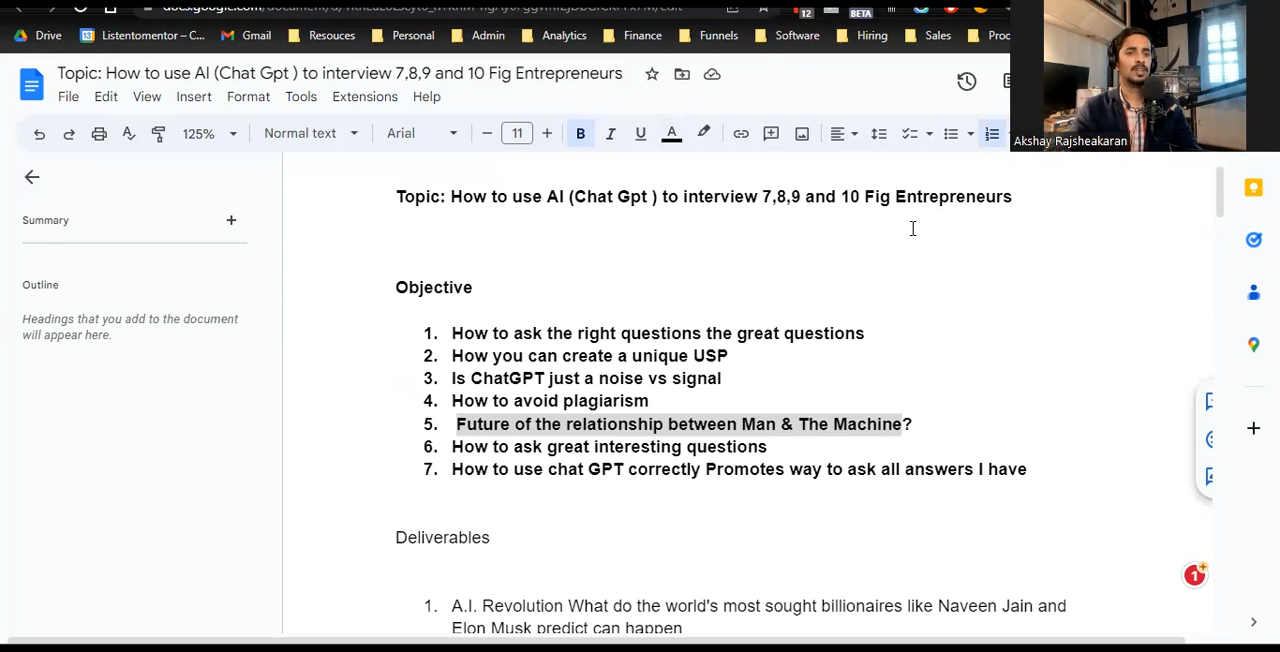 12
BETA
Drive
Listentomentor – C...
Gmail
Resouces
Personal
Admin
Analytics
Finance
Funnels
Software
Hiring
Sales
Topic: How to use AI (Chat Gpt ) to interview 7,8,9 and 10 Fig Entrepreneurs
File Edit View Insert Format Tools Extensions Help
125% Normal text Arial 11 B I U A
Akshay Rajsheakaran
Summary
Outline
Headings that you add to the document
will appear here.
Topic: How to use AI (Chat Gpt ) to interview 7,8,9 and 10 Fig Entrepreneurs
Objective
1. How to ask the right questions the great questions
2. How you can create a unique USP
3. Is ChatGPT just a noise vs signal
4. How to avoid plagiarism
5. Future of the relationship between Man & The Machine?
6. How to ask great interesting questions
7. How to use chat GPT correctly Promotes way to ask all answers I have
Deliverables
1. A.I. Revolution What do the world's most sought billionaires like Naveen Jain and
Elon Musk predict can happen
1